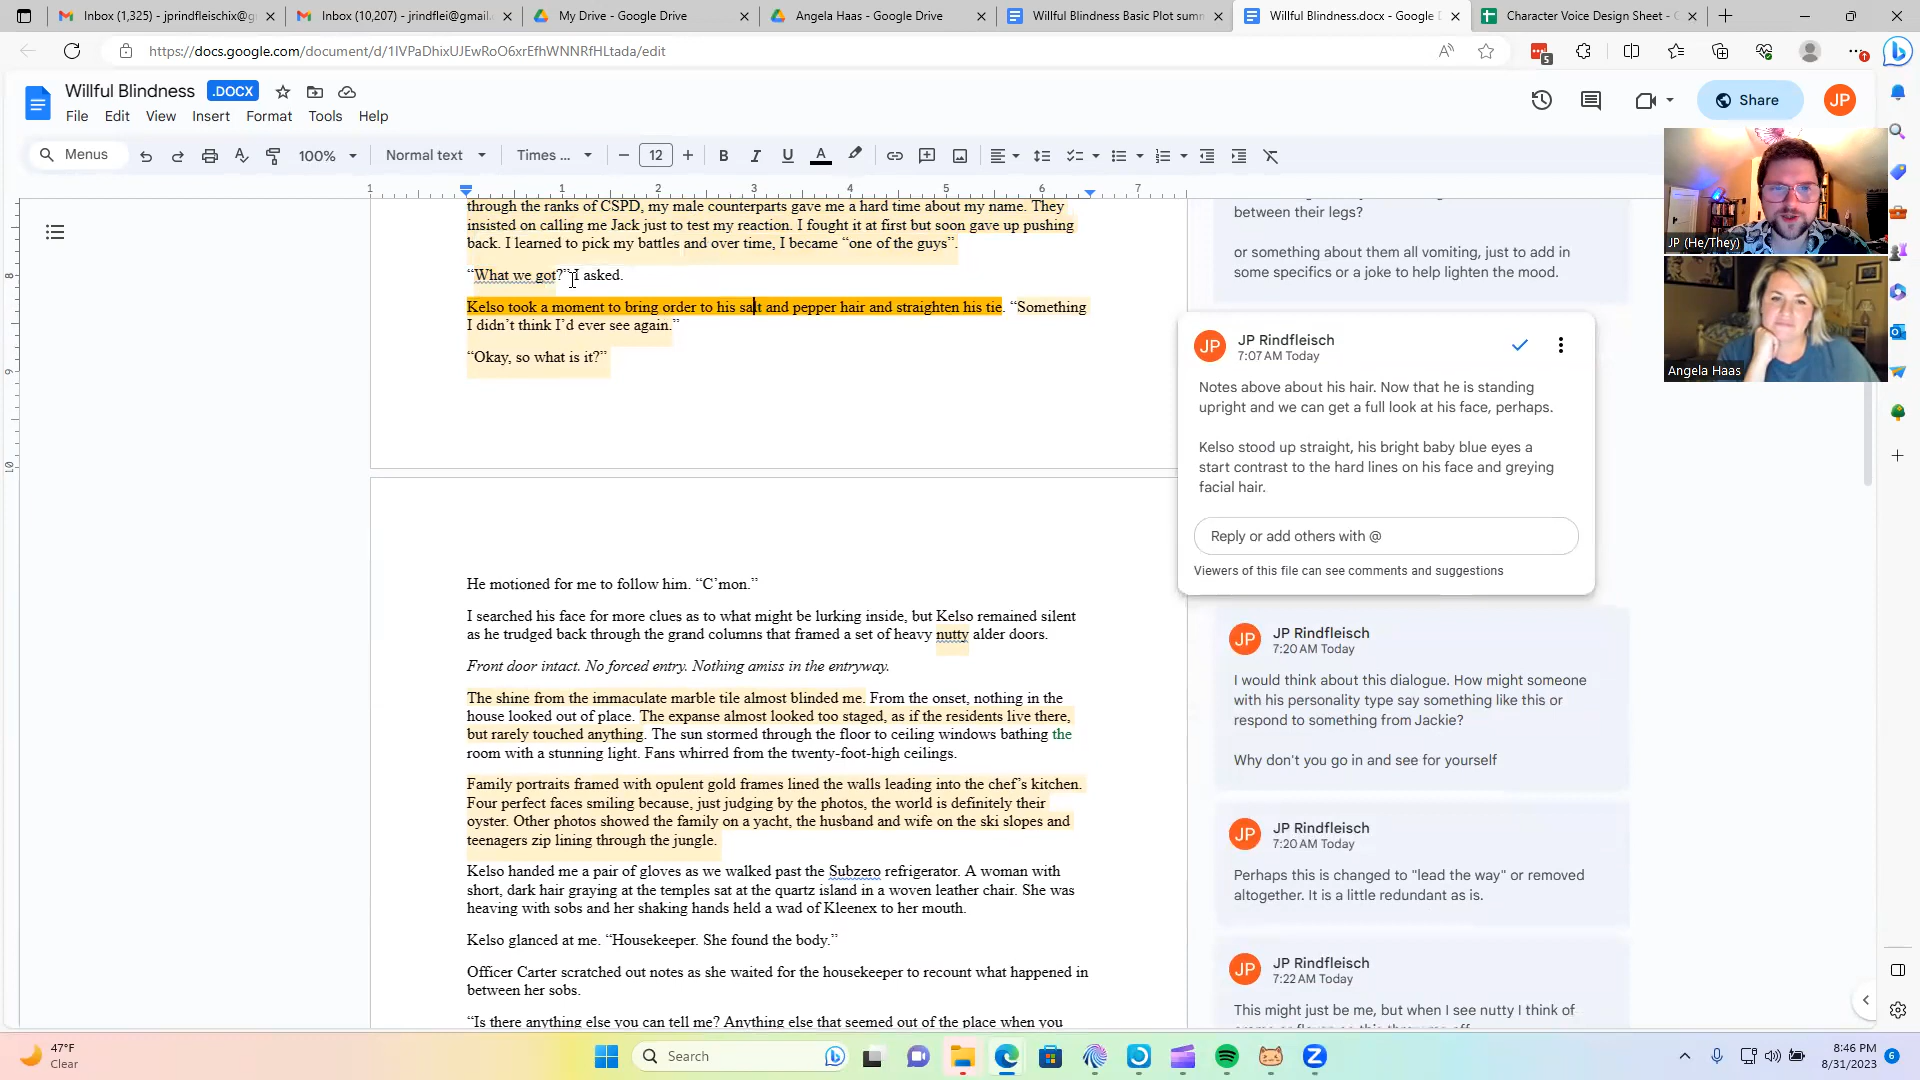 Inbox (1,325) - jprindfleischix@g
Inbox (10,207) - jrindflei@gmail.
My Drive - Google Drive
Angela Haas - Google Drive
Willful Blindness Basic Plot summ
Willful Blindness.docx - Google D
Character Voice Design Sheet - G
https://docs.google.com/document/d/1IVPaDhixUJEwRoO6xrEfhWNNRfHLtada/edit
Willful Blindness .DOCX
File Edit View Insert Format Tools Help
Share
JP
Menus 100% Normal text Times ... 12
1 1 2 3 4 5 6 7
through the ranks of CSPD, my male counterparts gave me a hard time about my name. They
insisted on calling me Jack just to test my reaction. I fought it at first but soon gave up pushing
back. I learned to pick my battles and over time, I became “one of the guys”.
“What we got?” I asked.
Kelso took a moment to bring order to his salt and pepper hair and straighten his tie. “Something
I didn’t think I’d ever see again.”
“Okay, so what is it?”
He motioned for me to follow him. “C’mon.”
I searched his face for more clues as to what might be lurking inside, but Kelso remained silent
as he trudged back through the grand columns that framed a set of heavy nutty alder doors.
Front door intact. No forced entry. Nothing amiss in the entryway.
The shine from the immaculate marble tile almost blinded me. From the onset, nothing in the
house looked out of place. The expanse almost looked too staged, as if the residents live there,
but rarely touched anything. The sun stormed through the floor to ceiling windows bathing the
room with a stunning light. Fans whirred from the twenty-foot-high ceilings.
Family portraits framed with opulent gold frames lined the walls leading into the chef’s kitchen.
Four perfect faces smiling because, just judging by the photos, the world is definitely their
oyster. Other photos showed the family on a yacht, the husband and wife on the ski slopes and
teenagers zip lining through the jungle.
Kelso handed me a pair of gloves as we walked past the Subzero refrigerator. A woman with
short, dark hair graying at the temples sat at the quartz island in a woven leather chair. She was
heaving with sobs and her shaking hands held a wad of Kleenex to her mouth.
Kelso glanced at me. “Housekeeper. She found the body.”
Officer Carter scratched out notes as she waited for the housekeeper to recount what happened in
between her sobs.
“Is there anything else you can tell me? Anything else that seemed out of the place when you
8
9
10
between their legs?
or something about them all vomiting, just to add in
some specifics or a joke to help lighten the mood.
JP
JP Rindfleisch
7:07 AM Today
Notes above about his hair. Now that he is standing
upright and we can get a full look at his face, perhaps.
Kelso stood up straight, his bright baby blue eyes a
start contrast to the hard lines on his face and greying
facial hair.
Reply or add others with @
Viewers of this file can see comments and suggestions
JP
JP Rindfleisch
7:20 AM Today
I would think about this dialogue. How might someone
with his personality type say something like this or
respond to something from Jackie?
Why don't you go in and see for yourself
JP
JP Rindfleisch
7:20 AM Today
Perhaps this is changed to "lead the way" or removed
altogether. It is a little redundant as is.
JP
JP Rindfleisch
7:22 AM Today
This might just be me, but when I see nutty I think of
JP (He/They)
Angela Haas
5
47°F
Clear
Search
8:46 PM
8/31/2023
6